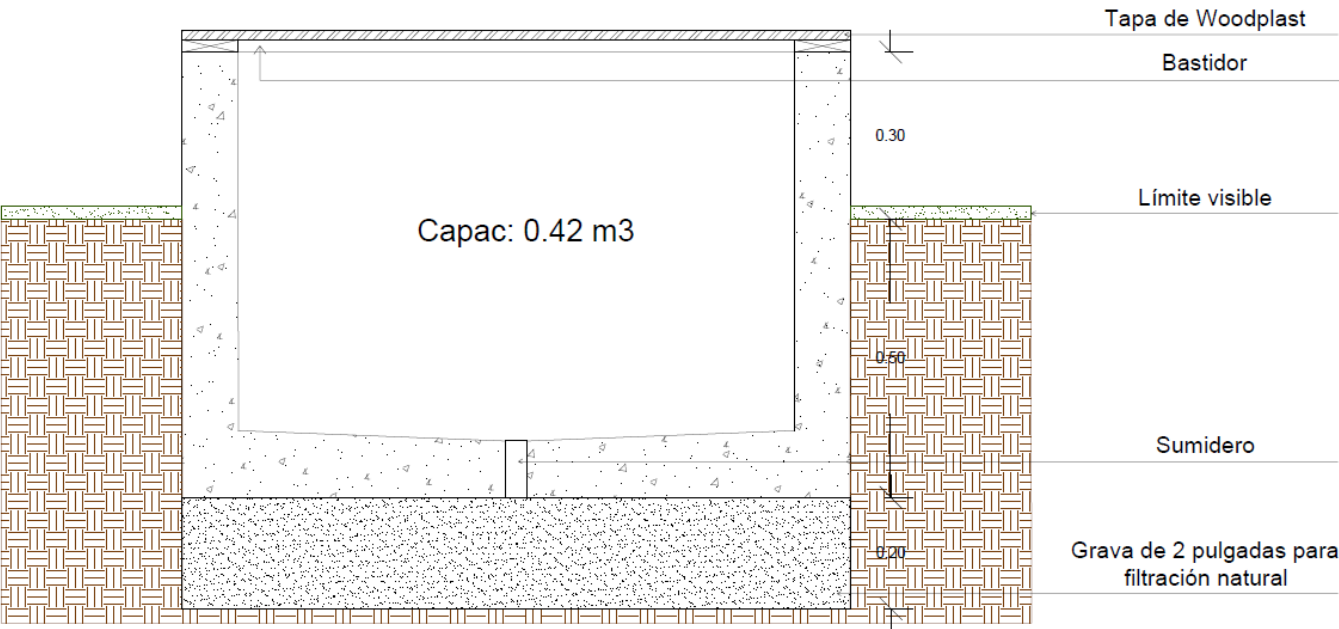 Tapa de Woodplast
Bastidor
0.30
Límite visible
Capac: 0.42 m3
0.50
Sumidero
0.20
Grava de 2 pulgadas para
filtración natural